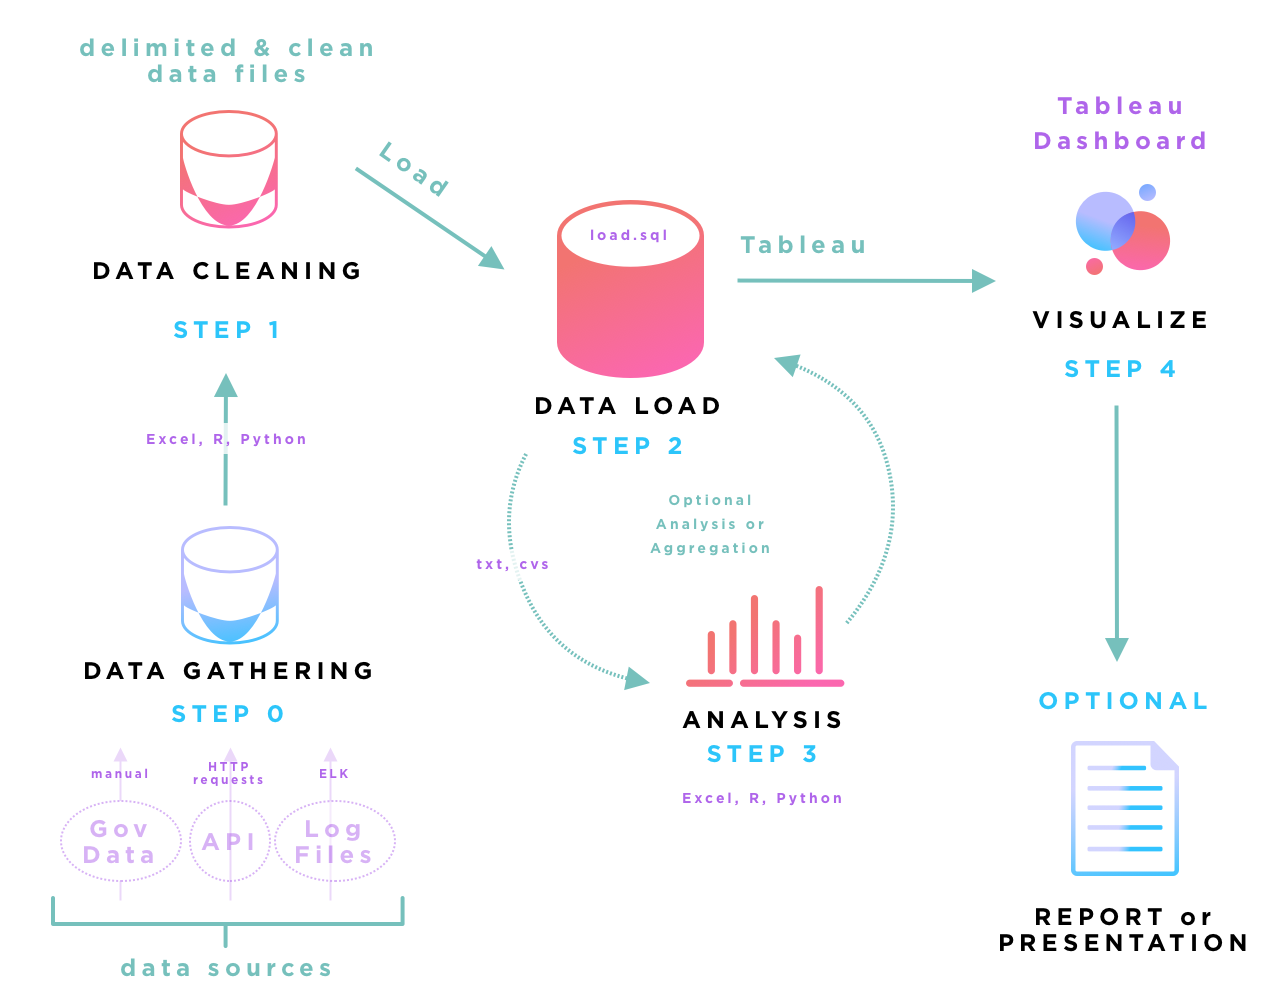 delimited & clean
data files
DATA CLEANING
STEP 1
Excel, R, Python
DATA GATHERING
STEP 0
manual
HTTP
requests
ELK
Gov
Data
API
Log
Files
data sources
Load
load.sql
DATA LOAD
STEP 2
txt, cvs
Optional
Analysis or
Aggregation
ANALYSIS
STEP 3
Excel, R, Python
Tableau
Tableau
Dashboard
VISUALIZE
STEP 4
OPTIONAL
REPORT or
PRESENTATION